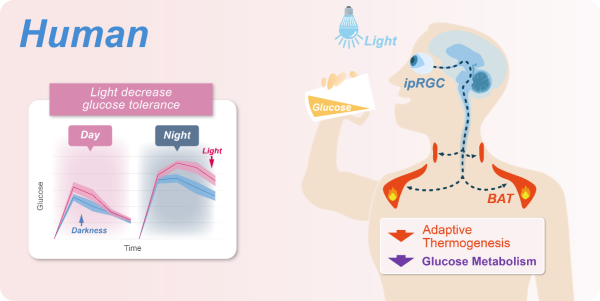 Human
Light decrease
glucose tolerance
Day
Night
Light
Glucose
Darkness
Time
Light
ipRGC
Glucose
BAT
Adaptive
Thermogenesis
Glucose Metabolism